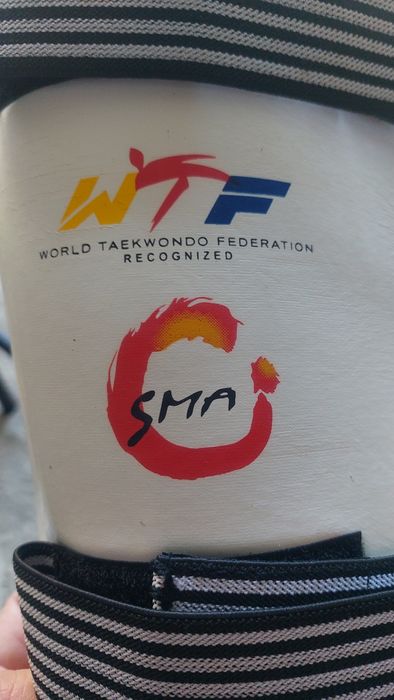 WTF
WORLD TAEKWONDO FEDERATION
RECOGNIZED
SMA